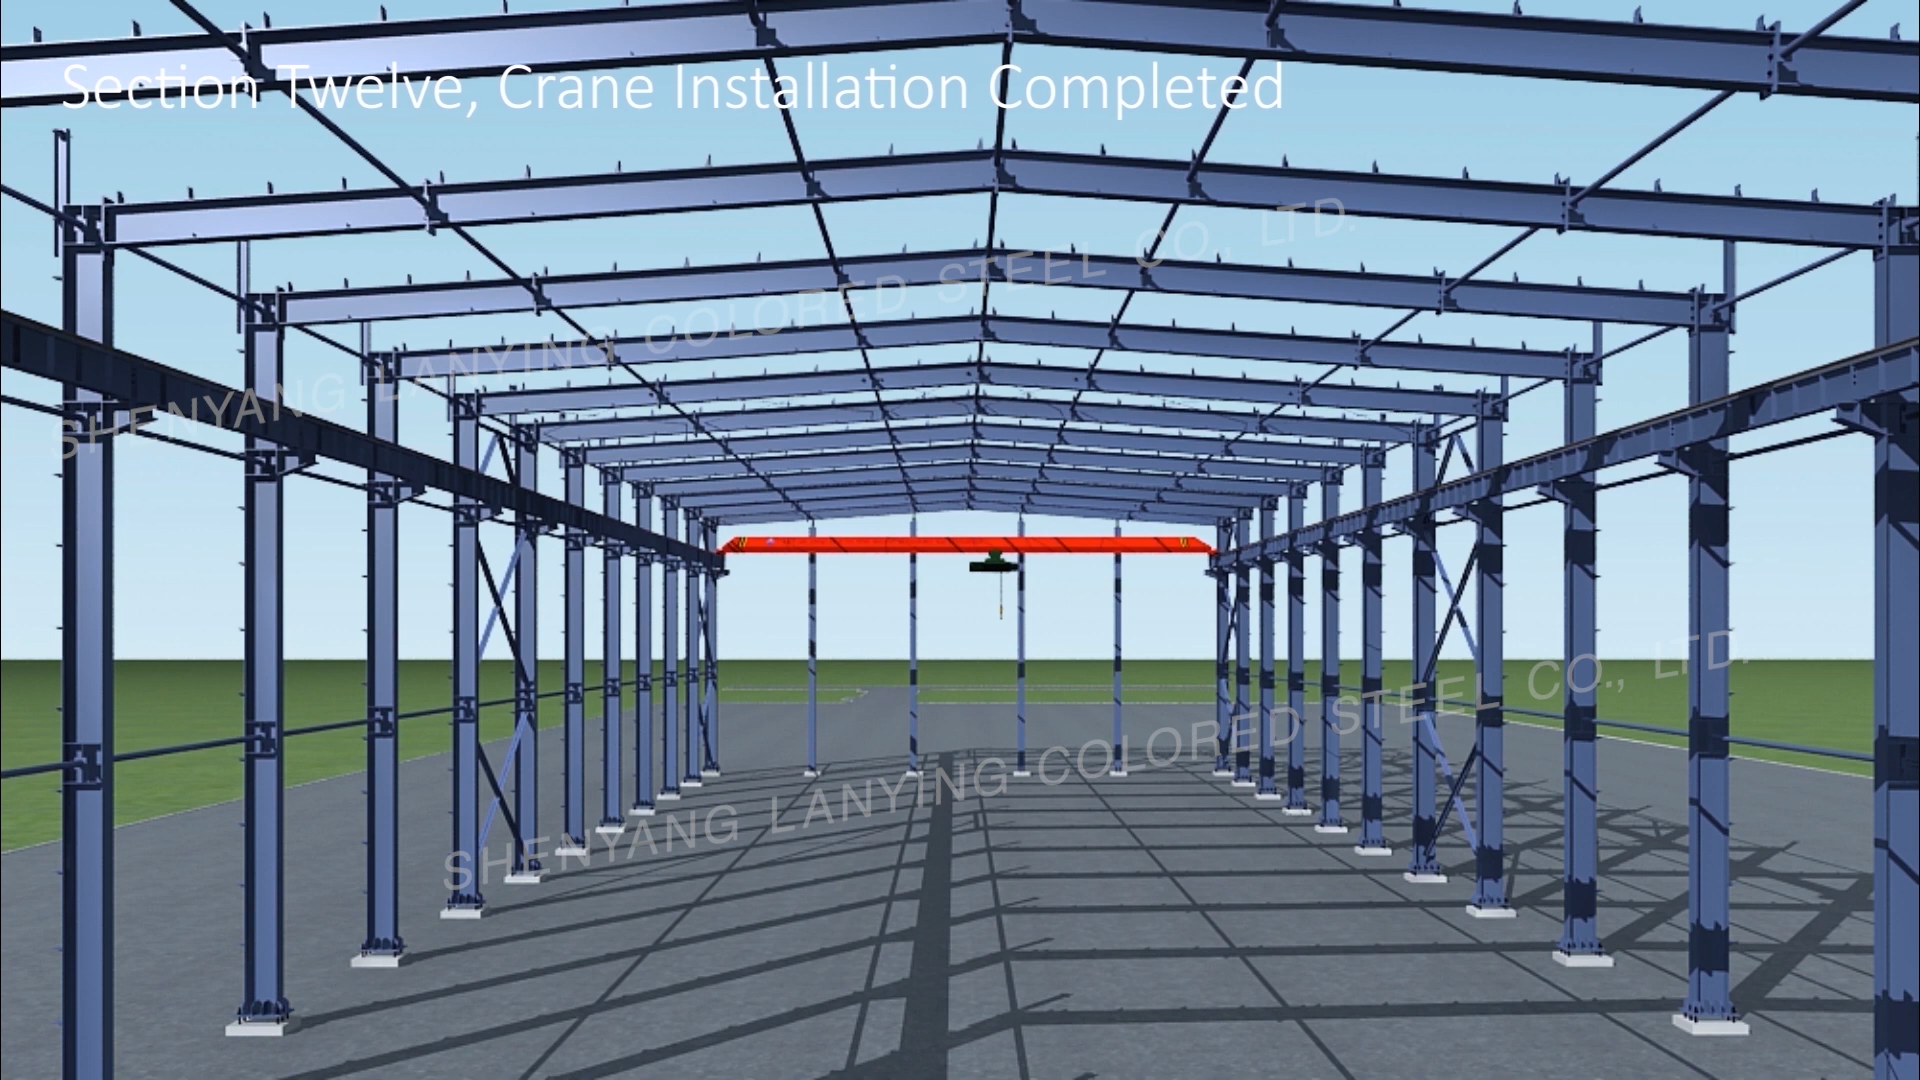 Section Twelve, Crane Installation Completed
SHENYANG LANYING COLORED STEEL CO., LTD.
SHENYANG LANYING COLORED STEEL CO., LTD.